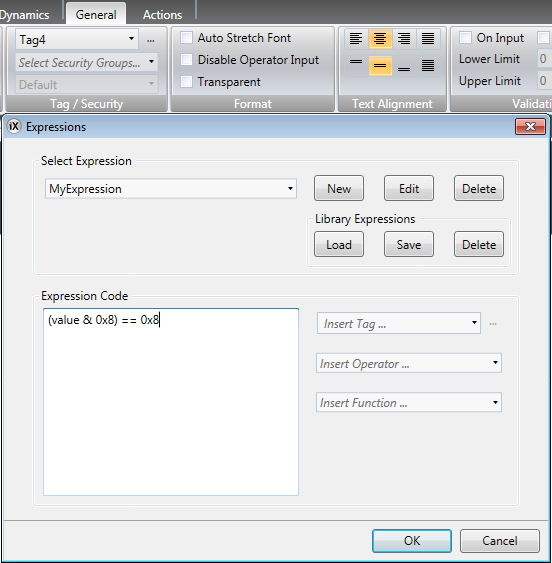 Dynamics General Actions
Tag4 ...
Select Security Groups...
Default
Tag / Security
Auto Stretch Font
Disable Operator Input
Transparent
Format
Text Alignment
On Input
Lower Limit 0
Upper Limit 0
Validati
iX Expressions
Select Expression
MyExpression
New Edit Delete
Library Expressions
Load Save Delete
Expression Code
(value & 0x8) == 0x8
Insert Tag ... ...
Insert Operator ...
Insert Function ...
OK Cancel